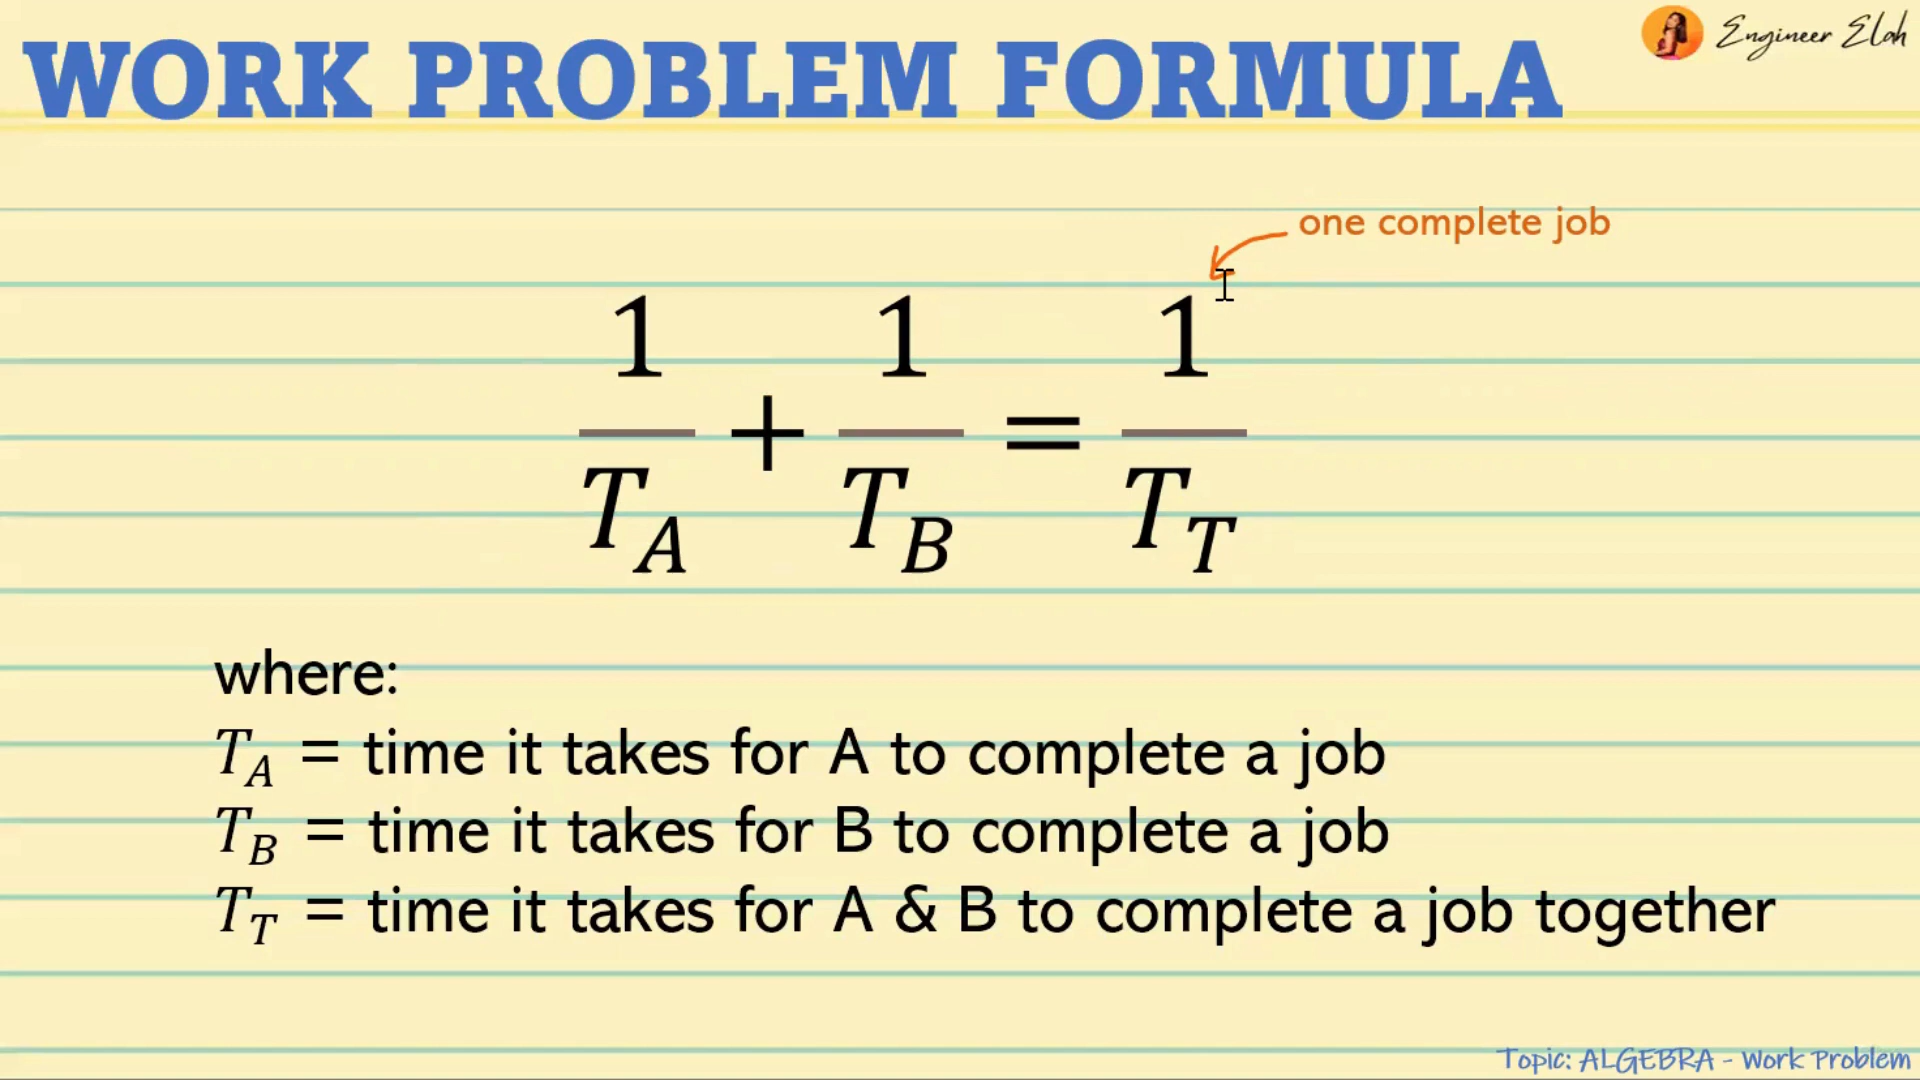 WORK PROBLEM FORMULA
Engineer Elah
one complete job
1/T_A + 1/T_B = 1/T_T
where:
T_A = time it takes for A to complete a job
T_B = time it takes for B to complete a job
T_T = time it takes for A & B to complete a job together
Topic: ALGEBRA - Work Problem